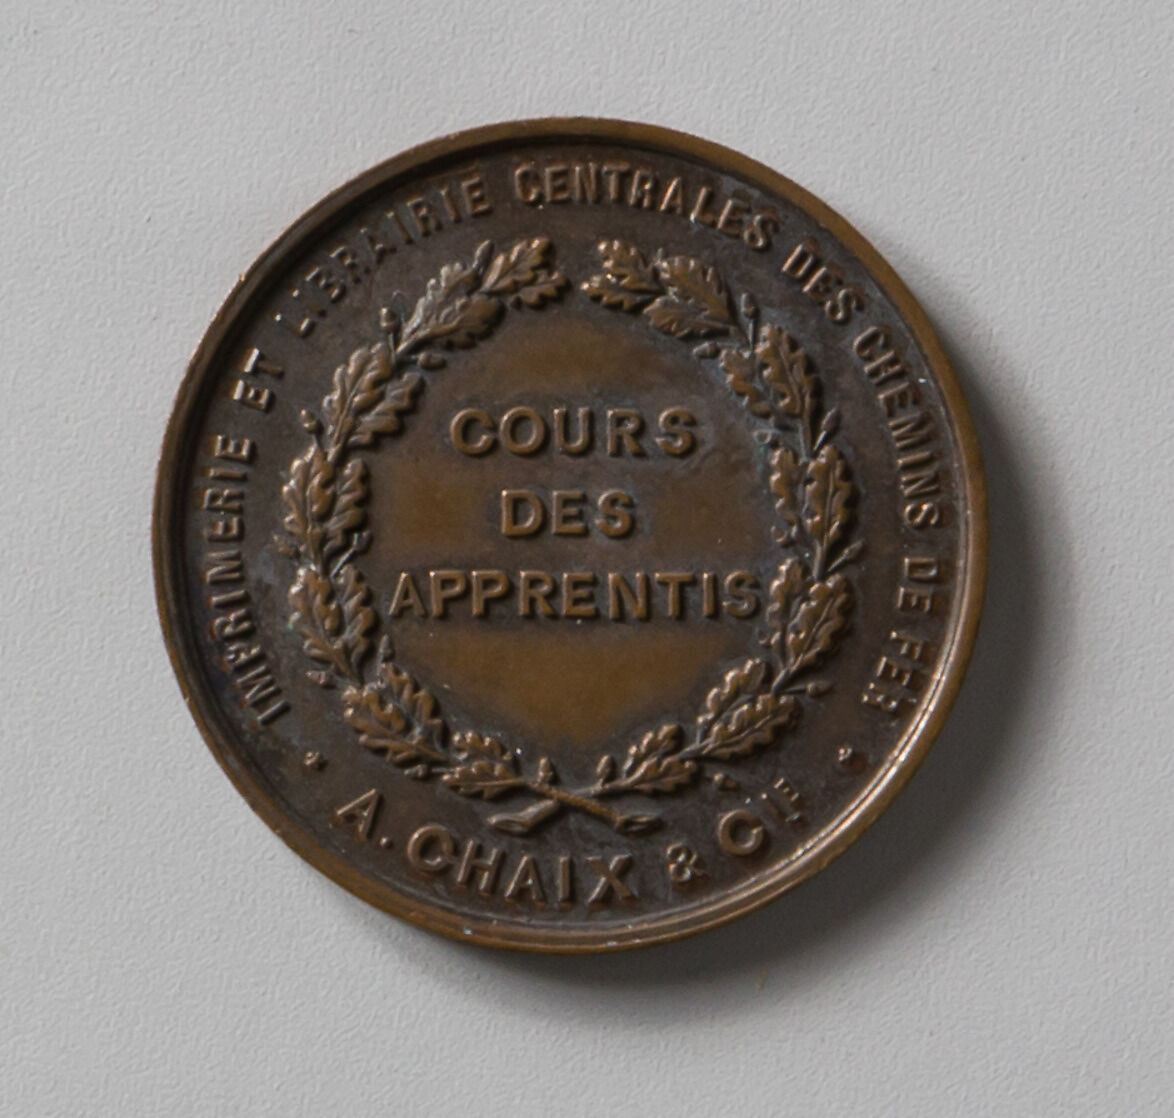 IMPRIMERIE ET LIBRAIRIE CENTRALES DES CHEMINS DE FER
COURS
DES
APPRENTIS
A. CHAIX & CIE